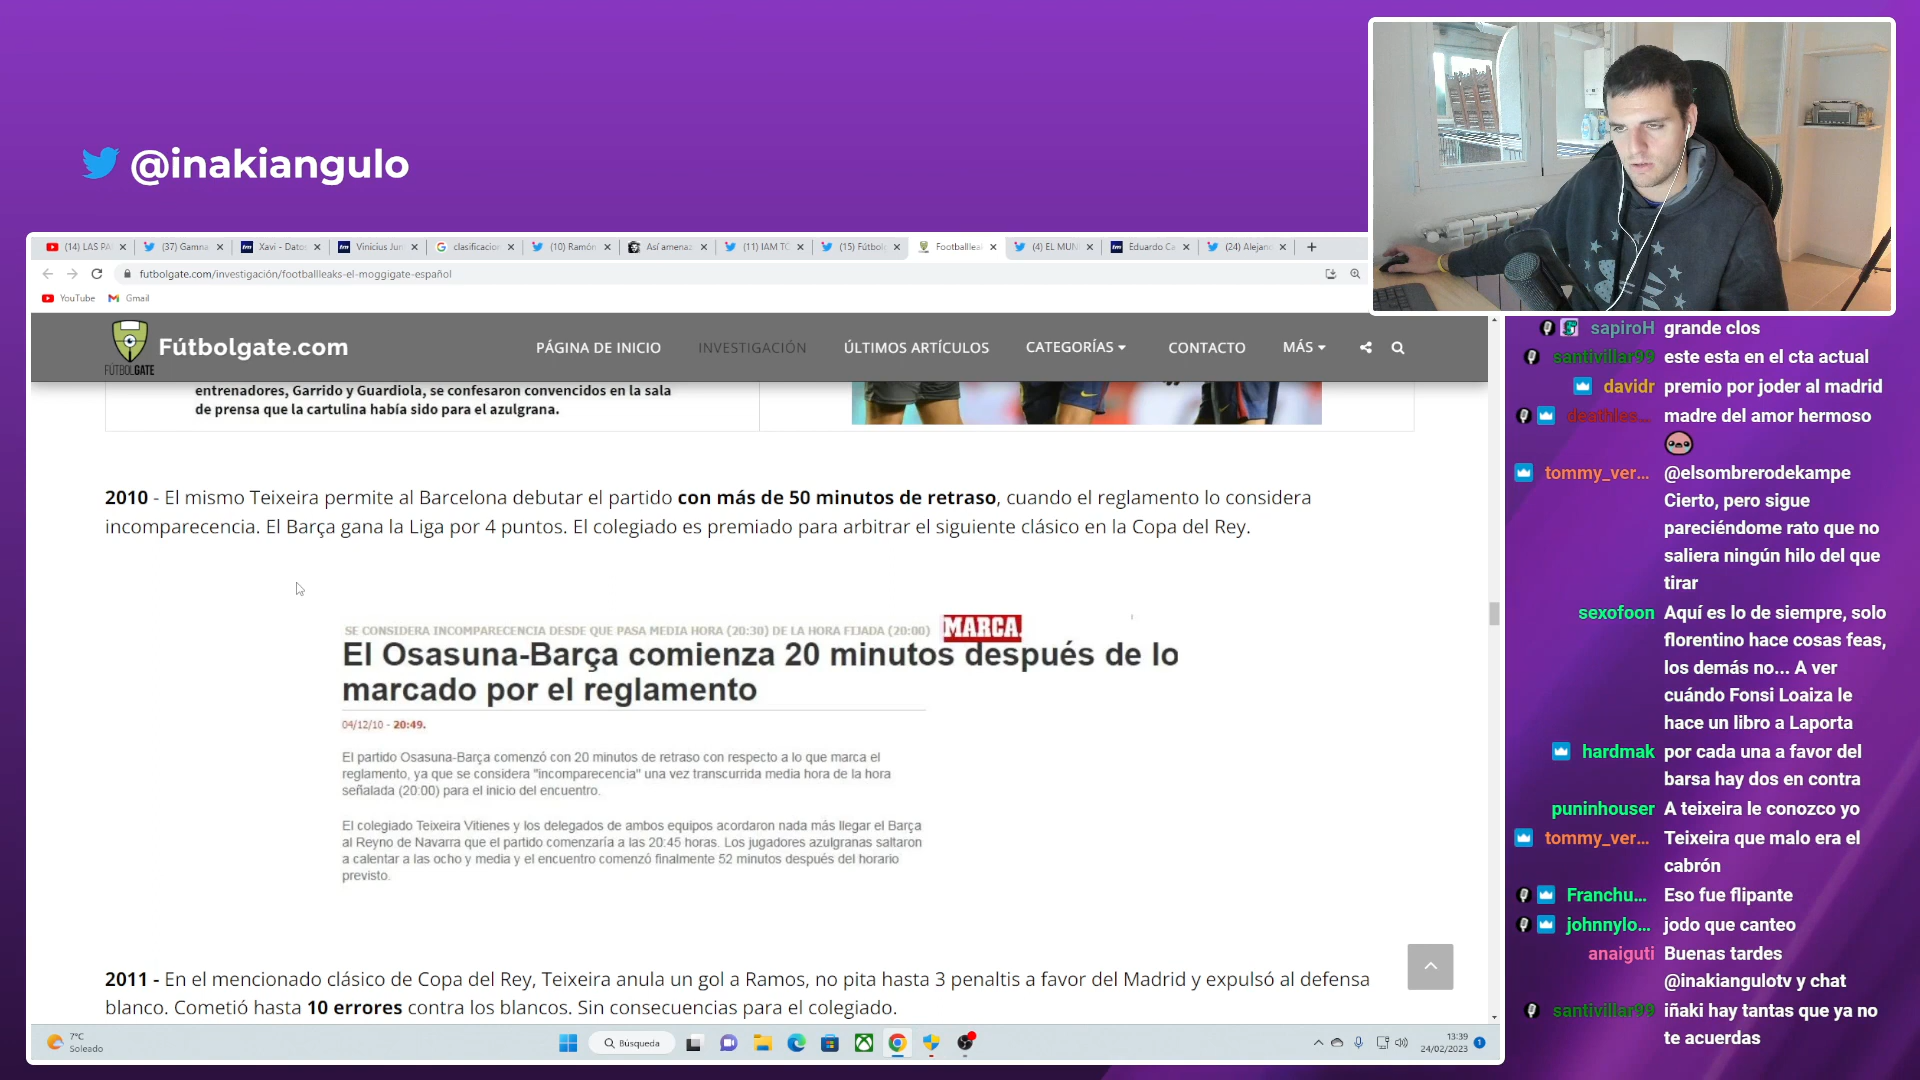 @inakiangulo
(14) LAS PA
(37) Gamna
Xavi - Dato
Vinícius Jun
clasificacion
(10) Ramón
Así amenaz
(11) IAM TO
(15) Fútbol
Footballlea
(4) EL MUN
Eduardo Ca
(24) Alejan
futbolgate.com/investigación/footballleaks-el-moggigate-español
YouTube
Gmail
FÚTBOLGATE
Fútbolgate.com
PÁGINA DE INICIO
INVESTIGACIÓN
ÚLTIMOS ARTÍCULOS
CATEGORÍAS
CONTACTO
MÁS
entrenadores, Garrido y Guardiola, se confesaron convencidos en la sala
de prensa que la cartulina había sido para el azulgrana.
2010 - El mismo Teixeira permite al Barcelona debutar el partido con más de 50 minutos de retraso, cuando el reglamento lo considera
incomparecencia. El Barça gana la Liga por 4 puntos. El colegiado es premiado para arbitrar el siguiente clásico en la Copa del Rey.
SE CONSIDERA INCOMPARECENCIA DESDE QUE PASA MEDIA HORA (20:30) DE LA HORA FIJADA (20:00)
MARCA
El Osasuna-Barça comienza 20 minutos después de lo
marcado por el reglamento
04/12/10 - 20:49.
El partido Osasuna-Barça comenzó con 20 minutos de retraso con respecto a lo que marca el
reglamento, ya que se considera "incomparecencia" una vez transcurrida media hora de la hora
señalada (20:00) para el inicio del encuentro.
El colegiado Teixeira Vitienes y los delegados de ambos equipos acordaron nada más llegar el Barça
al Reyno de Navarra que el partido comenzaría a las 20:45 horas. Los jugadores azulgranas saltaron
a calentar a las ocho y media y el encuentro comenzó finalmente 52 minutos después del horario
previsto.
2011 - En el mencionado clásico de Copa del Rey, Teixeira anula un gol a Ramos, no pita hasta 3 penaltis a favor del Madrid y expulsó al defensa
blanco. Cometió hasta 10 errores contra los blancos. Sin consecuencias para el colegiado.
7°C
Soleado
Búsqueda
13:39
24/02/2023
1
sapiroH grande clos
santivillar99 este esta en el cta actual
davidr premio por joder al madrid
deathles... madre del amor hermoso
tommy_ver... @elsombrerodekampe
Cierto, pero sigue
pareciéndome rato que no
saliera ningún hilo del que
tirar
sexofoon Aquí es lo de siempre, solo
florentino hace cosas feas,
los demás no... A ver
cuándo Fonsi Loaiza le
hace un libro a Laporta
hardmak por cada una a favor del
barsa hay dos en contra
puninhouser A teixeira le conozco yo
tommy_ver... Teixeira que malo era el
cabrón
Franchu... Eso fue flipante
johnnylo... jodo que canteo
anaiguti Buenas tardes
@inakiangulotv y chat
santivillar99 iñaki hay tantas que ya no
te acuerdas